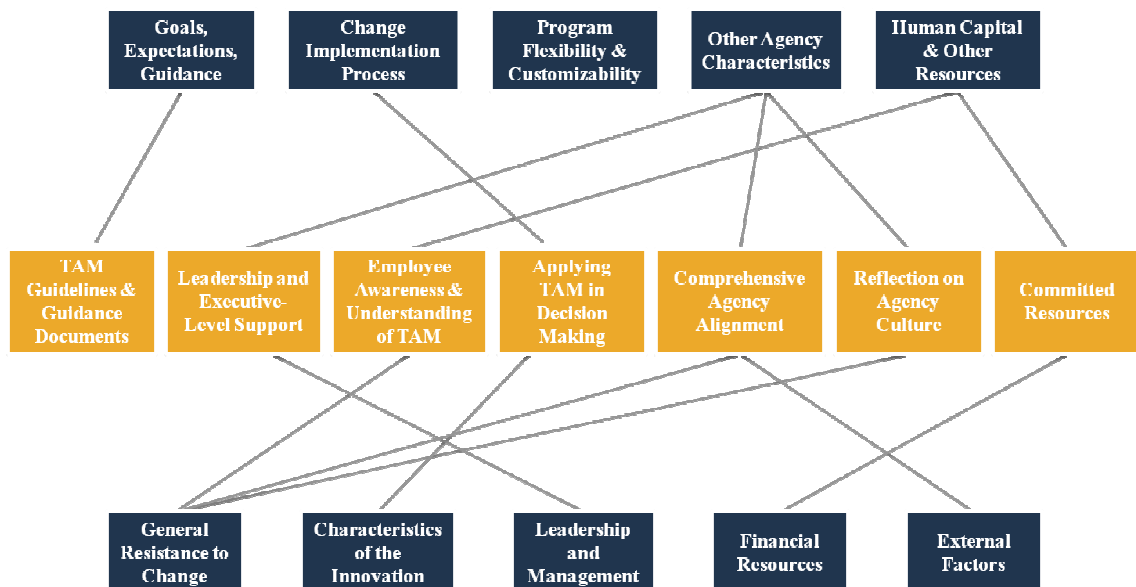 Goals,
Expectations,
Guidance
Change
Implementation
Process
Program
Flexibility &
Customizability
Other Agency
Characteristics
Human Capital
& Other
Resources
TAM
Guidelines &
Guidance
Documents
Leadership and
Executive-
Level Support
Employee
Awareness &
Understanding
of TAM
Applying
TAM in
Decision
Making
Comprehensive
Agency
Alignment
Reflection on
Agency
Culture
Committed
Resources
General
Resistance to
Change
Characteristics
of the
Innovation
Leadership
and
Management
Financial
Resources
External
Factors